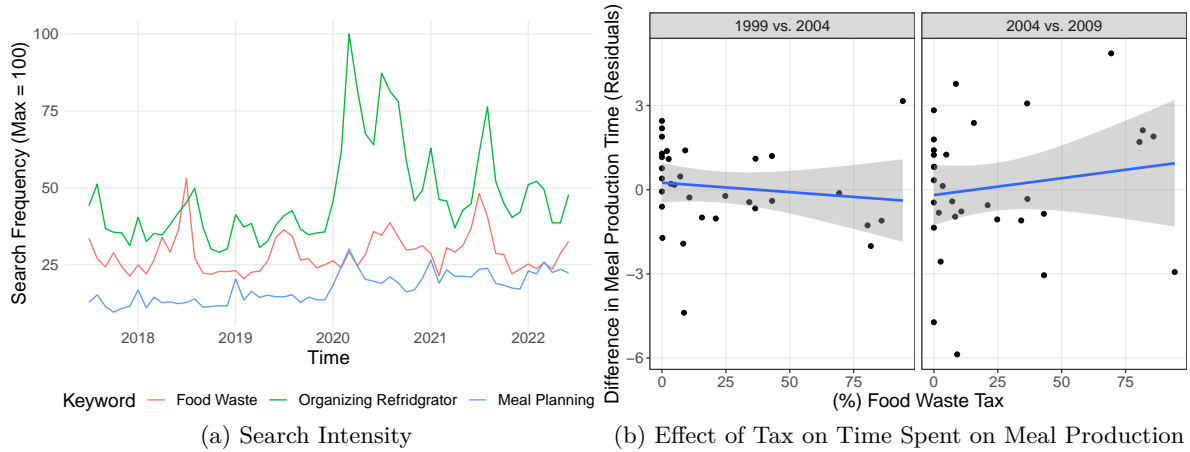 Search Frequency (Max = 100)
100
75
50
25
2018
2019
2020
2021
2022
Time
Keyword
Food Waste
Organizing Refridgrator
Meal Planning
(a) Search Intensity
1999 vs. 2004
2004 vs. 2009
Difference in Meal Production Time (Residuals)
3
0
−3
−6
0
25
50
75
0
25
50
75
(%) Food Waste Tax
(b) Effect of Tax on Time Spent on Meal Production